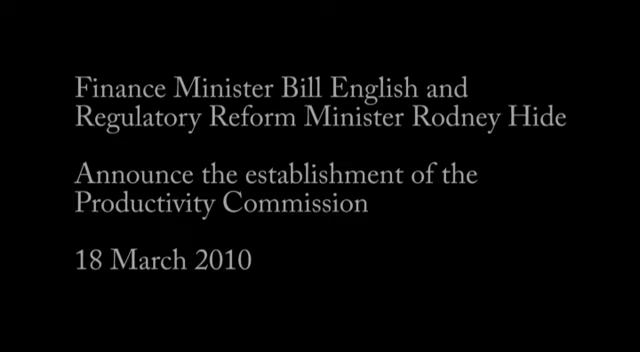 Finance Minister Bill English and
Regulatory Reform Minister Rodney Hide
Announce the establishment of the
Productivity Commission
18 March 2010